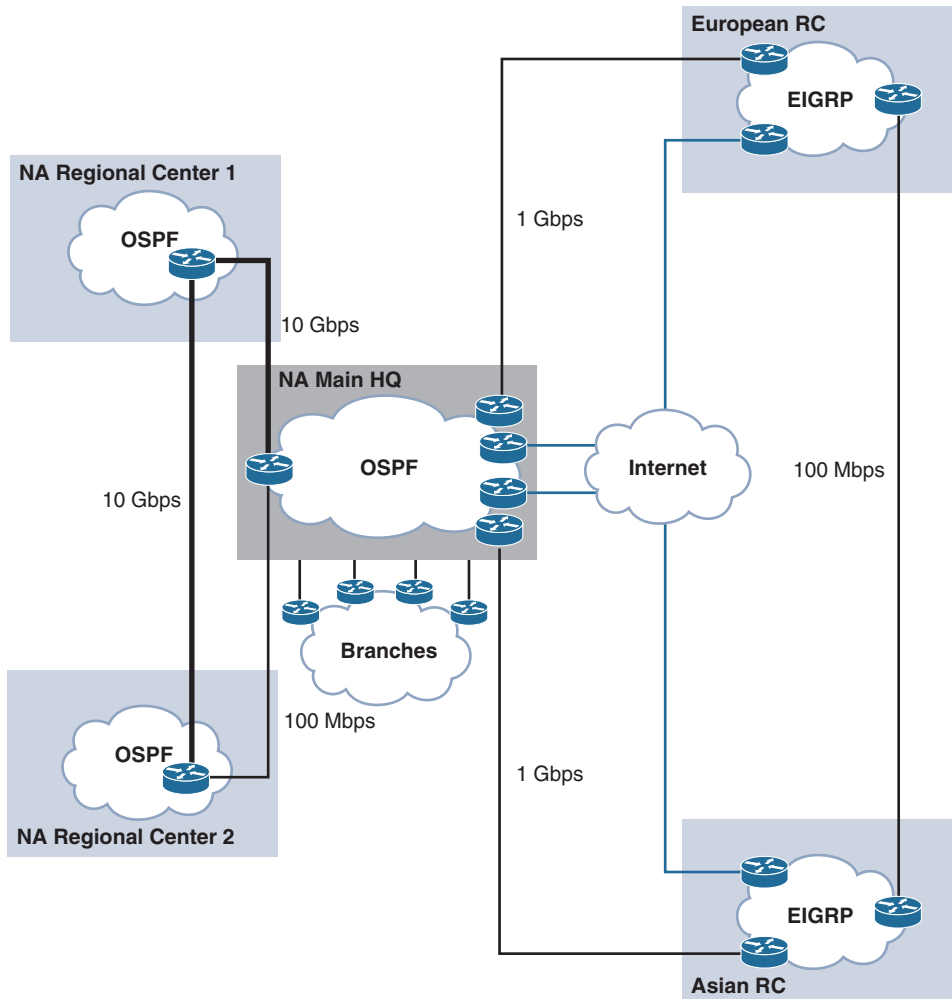 European RC
EIGRP
NA Regional Center 1
OSPF
1 Gbps
10 Gbps
NA Main HQ
OSPF
Internet
100 Mbps
10 Gbps
Branches
100 Mbps
OSPF
1 Gbps
NA Regional Center 2
EIGRP
Asian RC